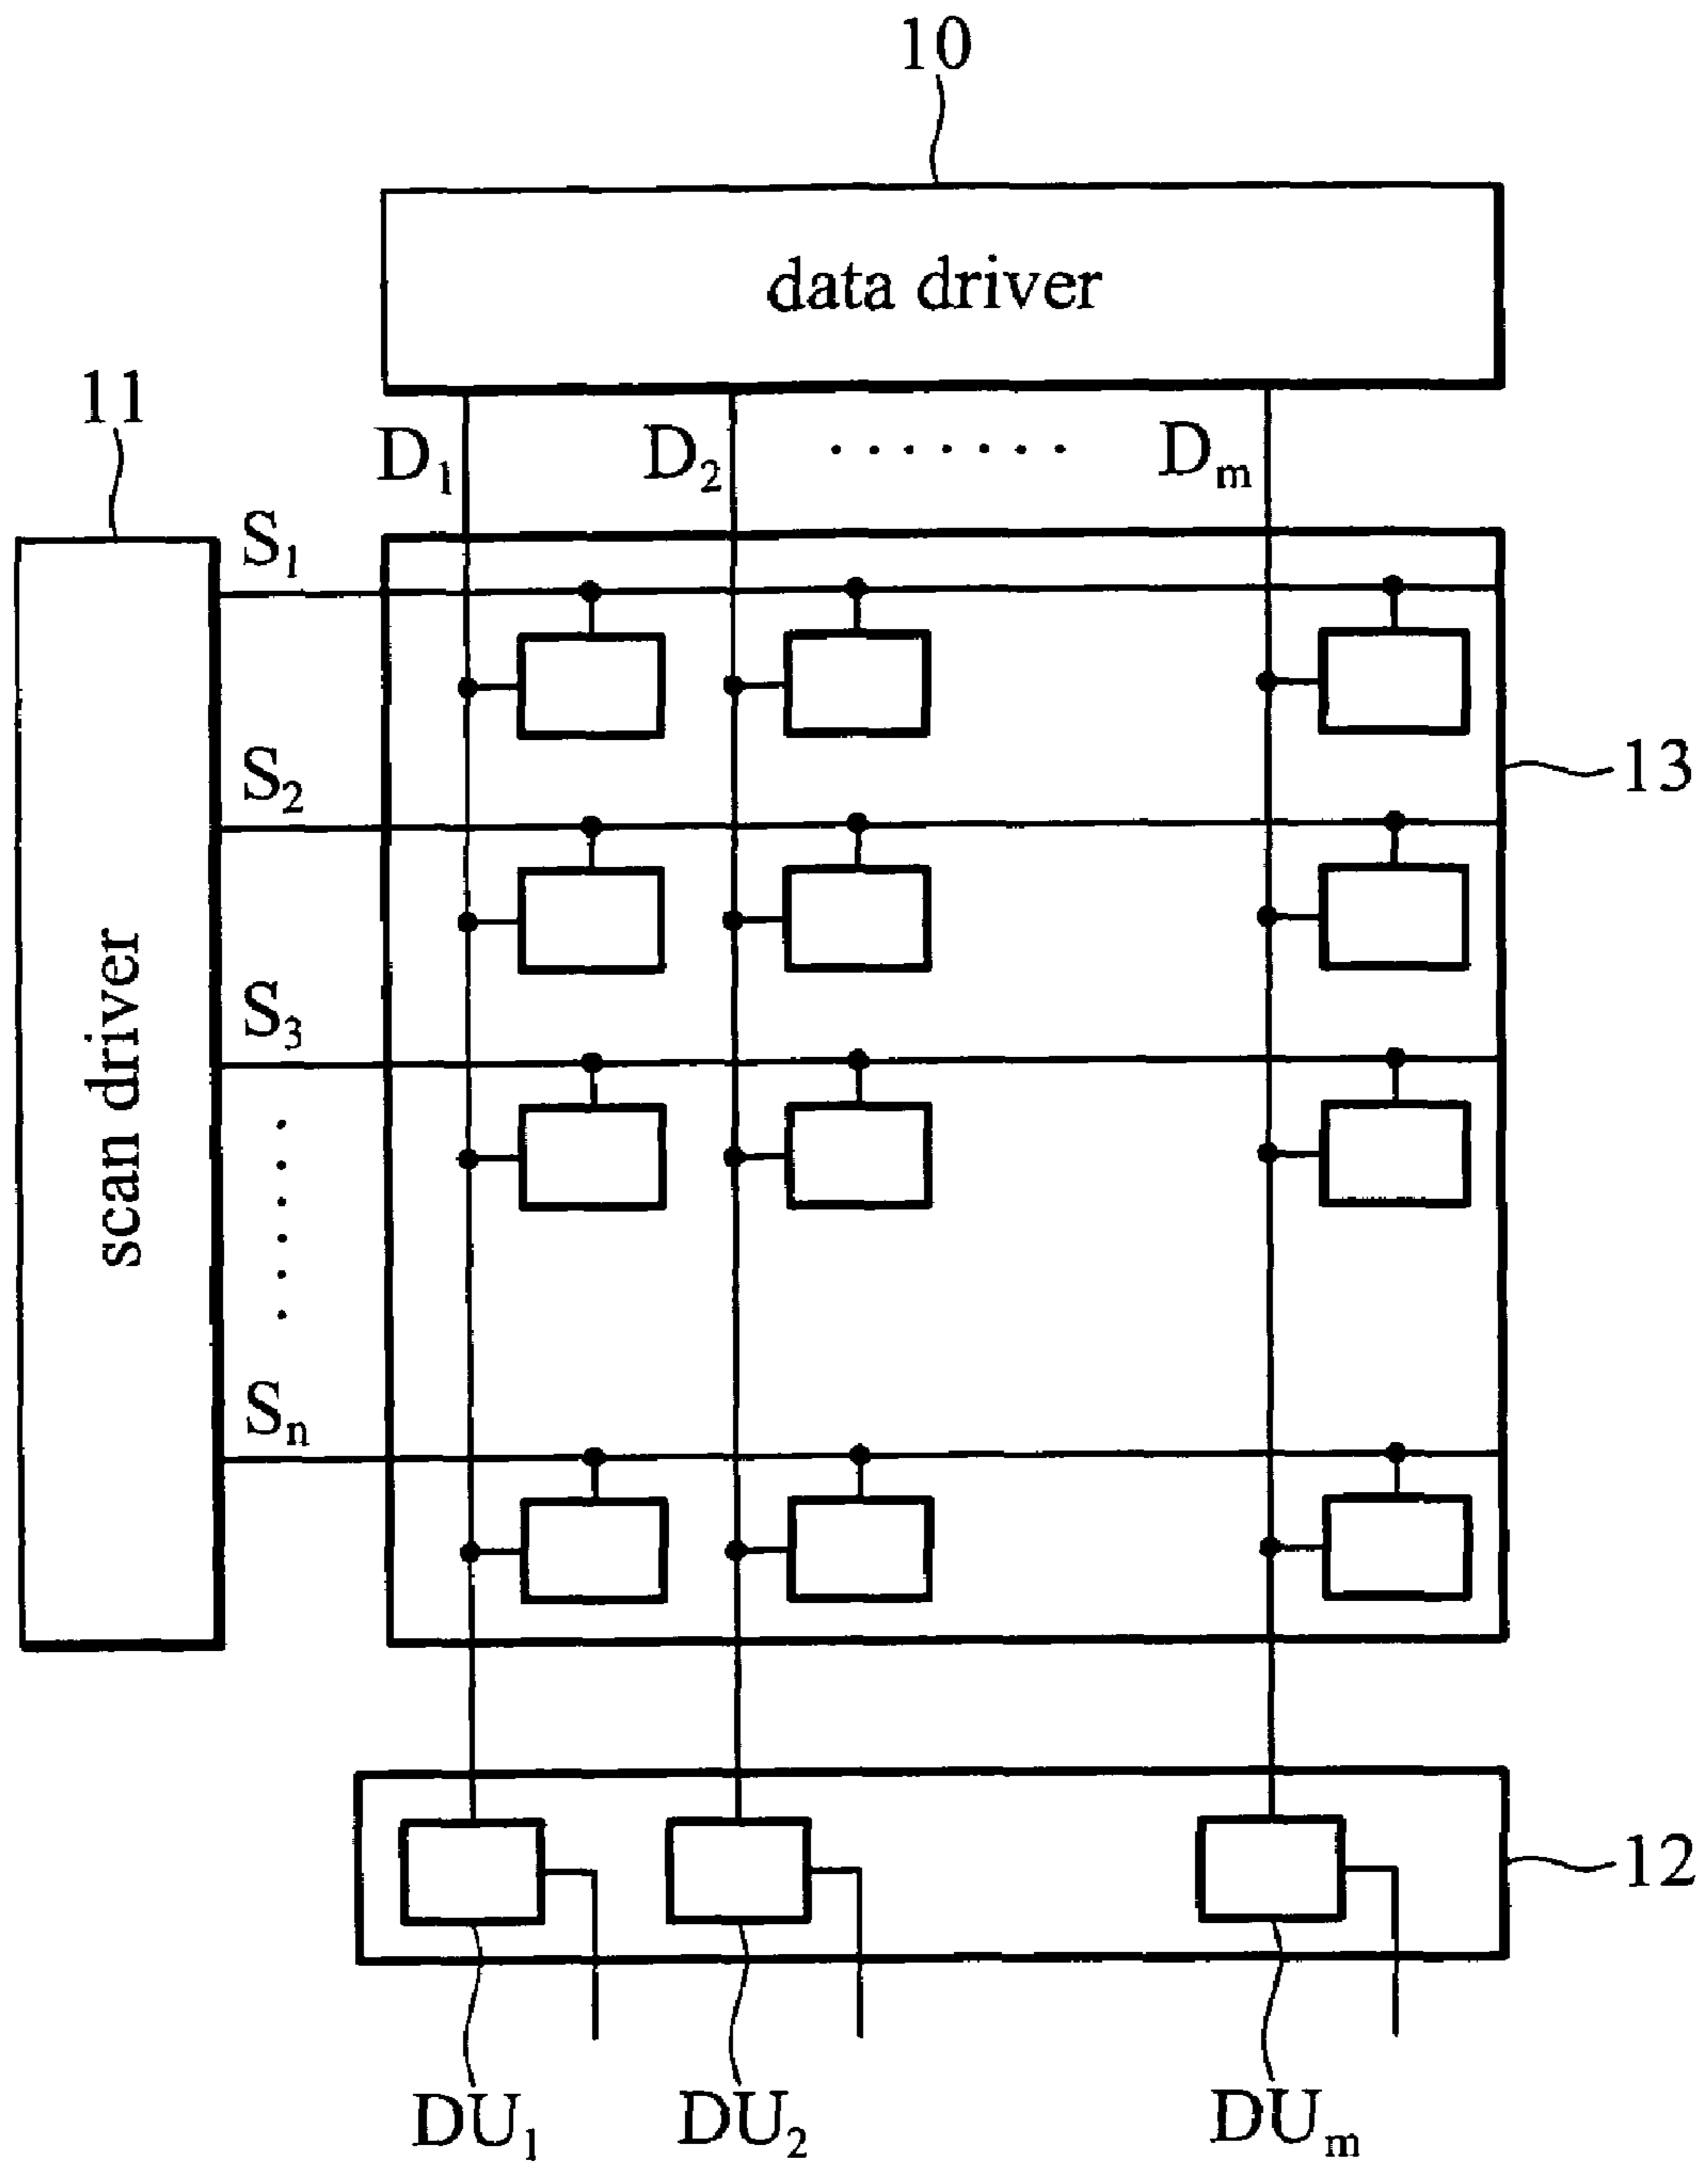 10
data driver
11
D1 D2 ······· Dm
S1
S2
13
S3
scan driver
Sn
12
DU1 DU2 DUm